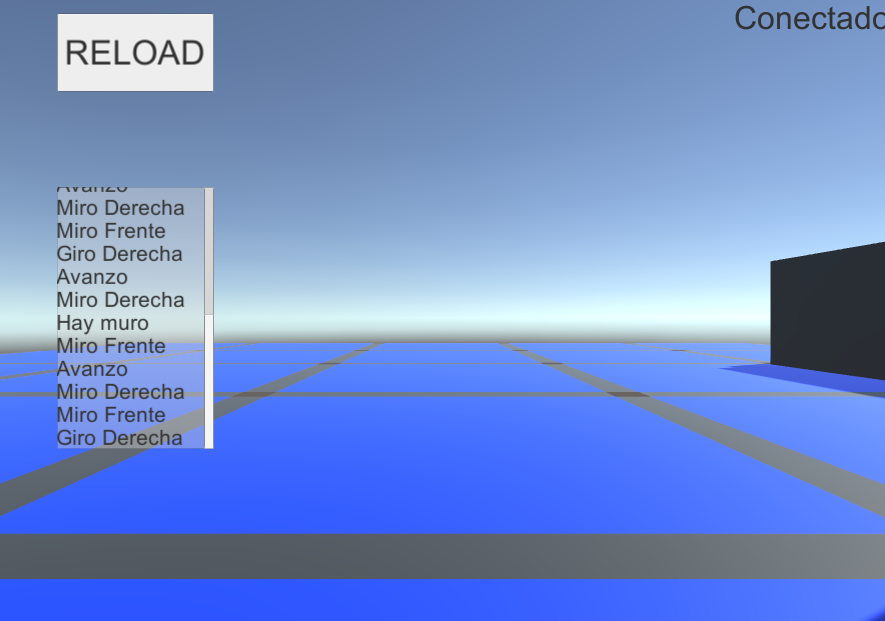 Conectado
RELOAD
Avanzo
Miro Derecha
Miro Frente
Giro Derecha
Avanzo
Miro Derecha
Hay muro
Miro Frente
Avanzo
Miro Derecha
Miro Frente
Giro Derecha